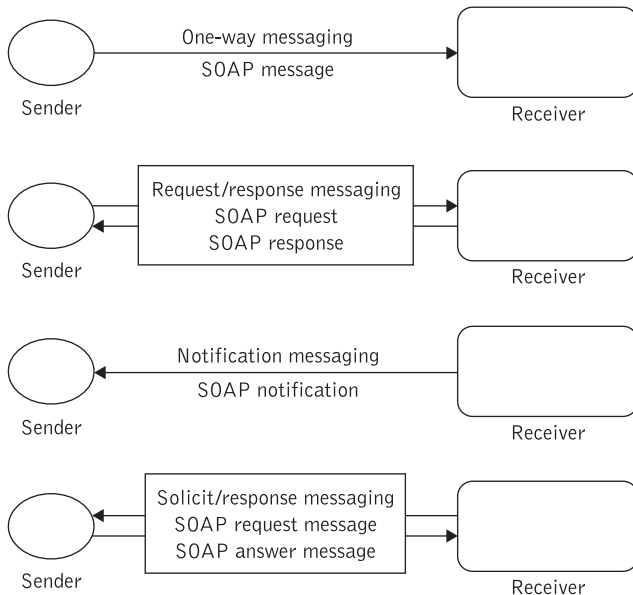 One-way messaging
SOAP message
Sender
Receiver
Request/response messaging
SOAP request
SOAP response
Sender
Receiver
Notification messaging
SOAP notification
Sender
Receiver
Solicit/response messaging
SOAP request message
SOAP answer message
Sender
Receiver